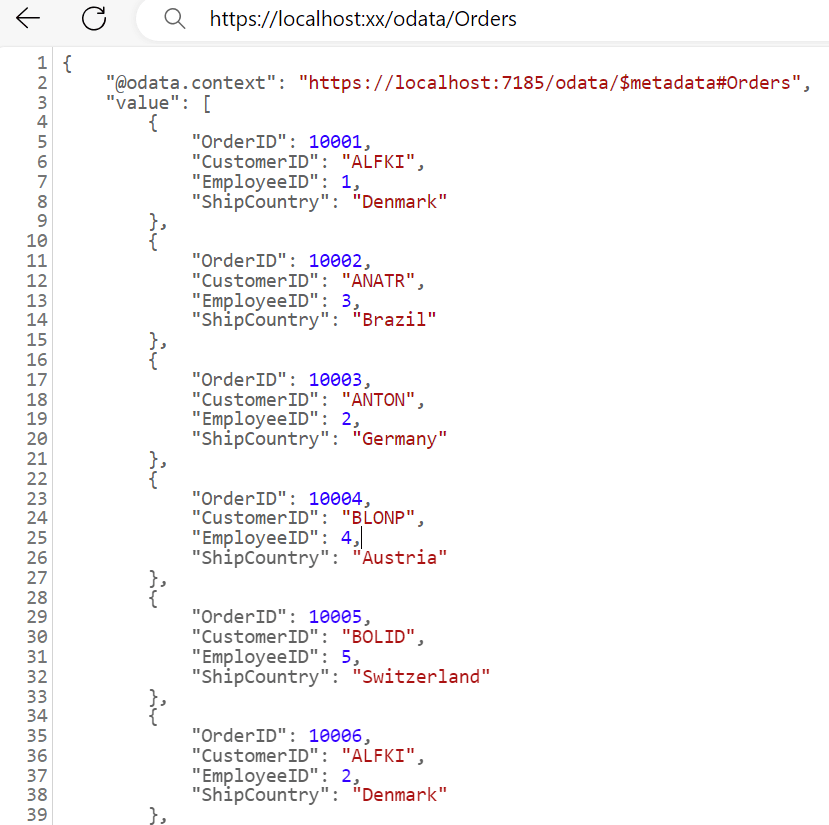 https://localhost:xx/odata/Orders
1 {
2     "@odata.context": "https://localhost:7185/odata/$metadata#Orders",
3     "value": [
4         {
5             "OrderID": 10001,
6             "CustomerID": "ALFKI",
7             "EmployeeID": 1,
8             "ShipCountry": "Denmark"
9         },
10         {
11             "OrderID": 10002,
12             "CustomerID": "ANATR",
13             "EmployeeID": 3,
14             "ShipCountry": "Brazil"
15         },
16         {
17             "OrderID": 10003,
18             "CustomerID": "ANTON",
19             "EmployeeID": 2,
20             "ShipCountry": "Germany"
21         },
22         {
23             "OrderID": 10004,
24             "CustomerID": "BLONP",
25             "EmployeeID": 4,
26             "ShipCountry": "Austria"
27         },
28         {
29             "OrderID": 10005,
30             "CustomerID": "BOLID",
31             "EmployeeID": 5,
32             "ShipCountry": "Switzerland"
33         },
34         {
35             "OrderID": 10006,
36             "CustomerID": "ALFKI",
37             "EmployeeID": 2,
38             "ShipCountry": "Denmark"
39         },